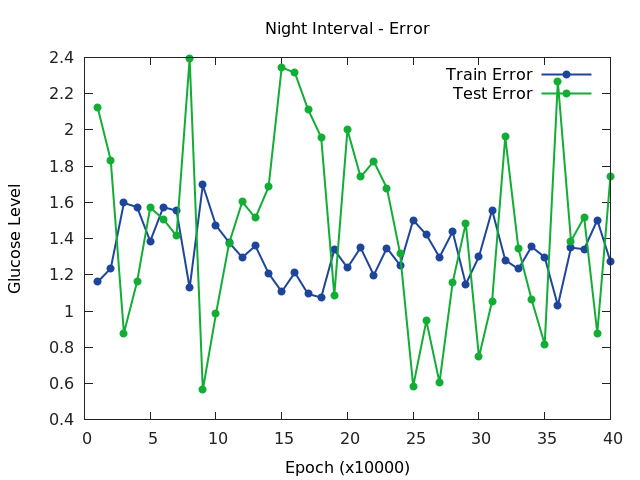 Night Interval - Error
Train Error
Test Error
2.4
2.2
2
1.8
1.6
1.4
1.2
1
0.8
0.6
0.4
Glucose Level
0 5 10 15 20 25 30 35 40
Epoch (x10000)